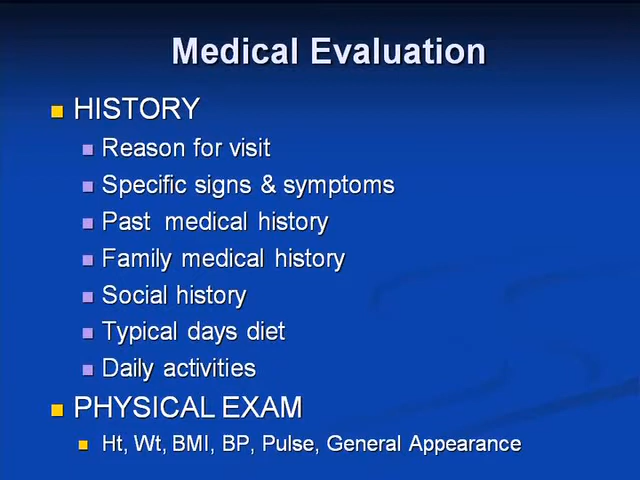 Medical Evaluation
HISTORY
Reason for visit
Specific signs & symptoms
Past medical history
Family medical history
Social history
Typical days diet
Daily activities
PHYSICAL EXAM
Ht, Wt, BMI, BP, Pulse, General Appearance